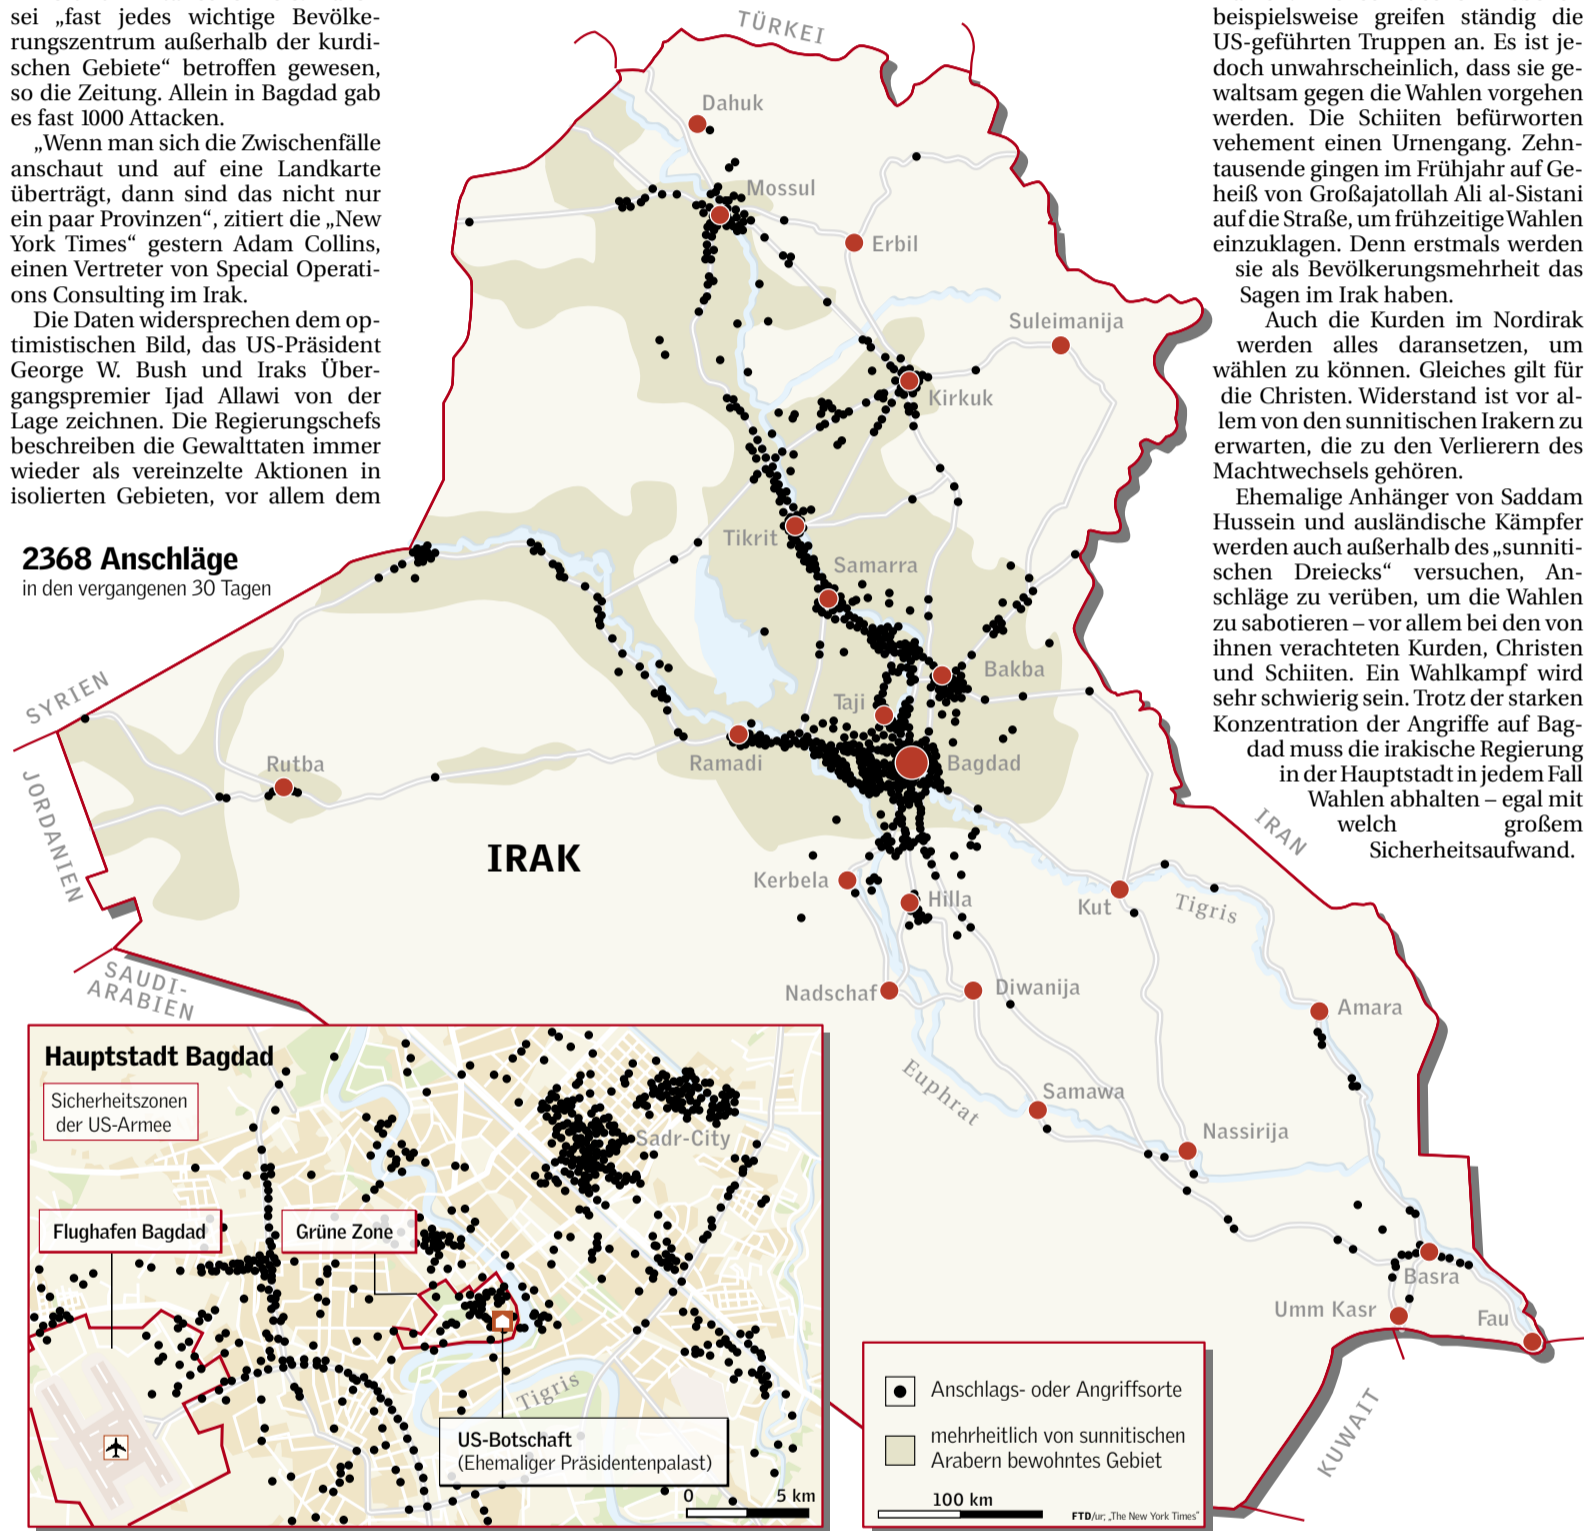 sei „fast jedes wichtige Bevölke-
rungszentrum außerhalb der kurdi-
schen Gebiete“ betroffen gewesen,
so die Zeitung. Allein in Bagdad gab
es fast 1000 Attacken.
„Wenn man sich die Zwischenfälle
anschaut und auf eine Landkarte
überträgt, dann sind das nicht nur
ein paar Provinzen“, zitiert die „New
York Times“ gestern Adam Collins,
einen Vertreter von Special Operati-
ons Consulting im Irak.
Die Daten widersprechen dem op-
timistischen Bild, das US-Präsident
George W. Bush und Iraks Über-
gangspremier Ijad Allawi von der
Lage zeichnen. Die Regierungschefs
beschreiben die Gewalttaten immer
wieder als vereinzelte Aktionen in
isolierten Gebieten, vor allem dem
beispielsweise greifen ständig die
US-geführten Truppen an. Es ist je-
doch unwahrscheinlich, dass sie ge-
waltsam gegen die Wahlen vorgehen
werden. Die Schiiten befürworten
vehement einen Urnengang. Zehn-
tausende gingen im Frühjahr auf Ge-
heiß von Großajatollah Ali al-Sistani
auf die Straße, um frühzeitige Wahlen
einzuklagen. Denn erstmals werden
sie als Bevölkerungsmehrheit das
Sagen im Irak haben.
Auch die Kurden im Nordirak
werden alles daransetzen, um
wählen zu können. Gleiches gilt für
die Christen. Widerstand ist vor al-
lem von den sunnitischen Irakern zu
erwarten, die zu den Verlierern des
Machtwechsels gehören.
Ehemalige Anhänger von Saddam
Hussein und ausländische Kämpfer
werden auch außerhalb des „sunniti-
schen Dreiecks“ versuchen, An-
schläge zu verüben, um die Wahlen
zu sabotieren – vor allem bei den von
ihnen verachteten Kurden, Christen
und Schiiten. Ein Wahlkampf wird
sehr schwierig sein. Trotz der starken
Konzentration der Angriffe auf Bag-
dad muss die irakische Regierung
in der Hauptstadt in jedem Fall
Wahlen abhalten – egal mit
welch großem
Sicherheitsaufwand.
2368 Anschläge
in den vergangenen 30 Tagen
TÜRKEI
Dahuk
Mossul
Erbil
Suleimanija
Kirkuk
Tikrit
Samarra
Bakba
Taji
Ramadi
Bagdad
SYRIEN
Rutba
JORDANIEN
IRAK
IRAN
Kerbela
Hilla
Kut
Tigris
SAUDI-
ARABIEN
Nadschaf
Diwanija
Amara
Euphrat
Samawa
Nassirija
Basra
Umm Kasr
Fau
KUWAIT
Hauptstadt Bagdad
Sicherheitszonen
der US-Armee
Sadr-City
Flughafen Bagdad
Grüne Zone
Tigris
US-Botschaft
(Ehemaliger Präsidentenpalast)
0 5 km
Anschlags- oder Angriffsorte
mehrheitlich von sunnitischen
Arabern bewohntes Gebiet
100 km
FTD/ur; „The New York Times“